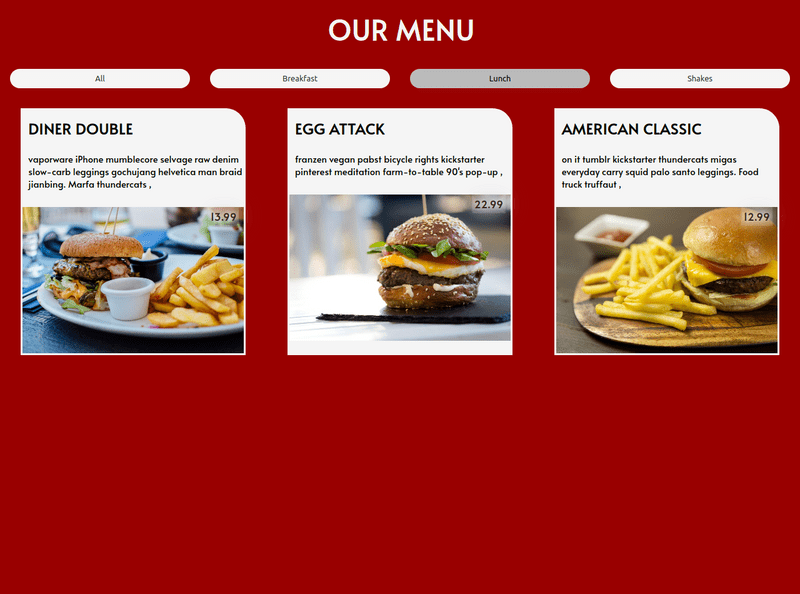 OUR MENU
All
Breakfast
Lunch
Shakes
DINER DOUBLE
vaporware iPhone mumblecore selvage raw denim
slow-carb leggings gochujang helvetica man braid
jianbing. Marfa thundercats ,
13.99
EGG ATTACK
franzen vegan pabst bicycle rights kickstarter
pinterest meditation farm-to-table 90's pop-up ,
22.99
AMERICAN CLASSIC
on it tumblr kickstarter thundercats migas
everyday carry squid palo santo leggings. Food
truck truffaut ,
12.99